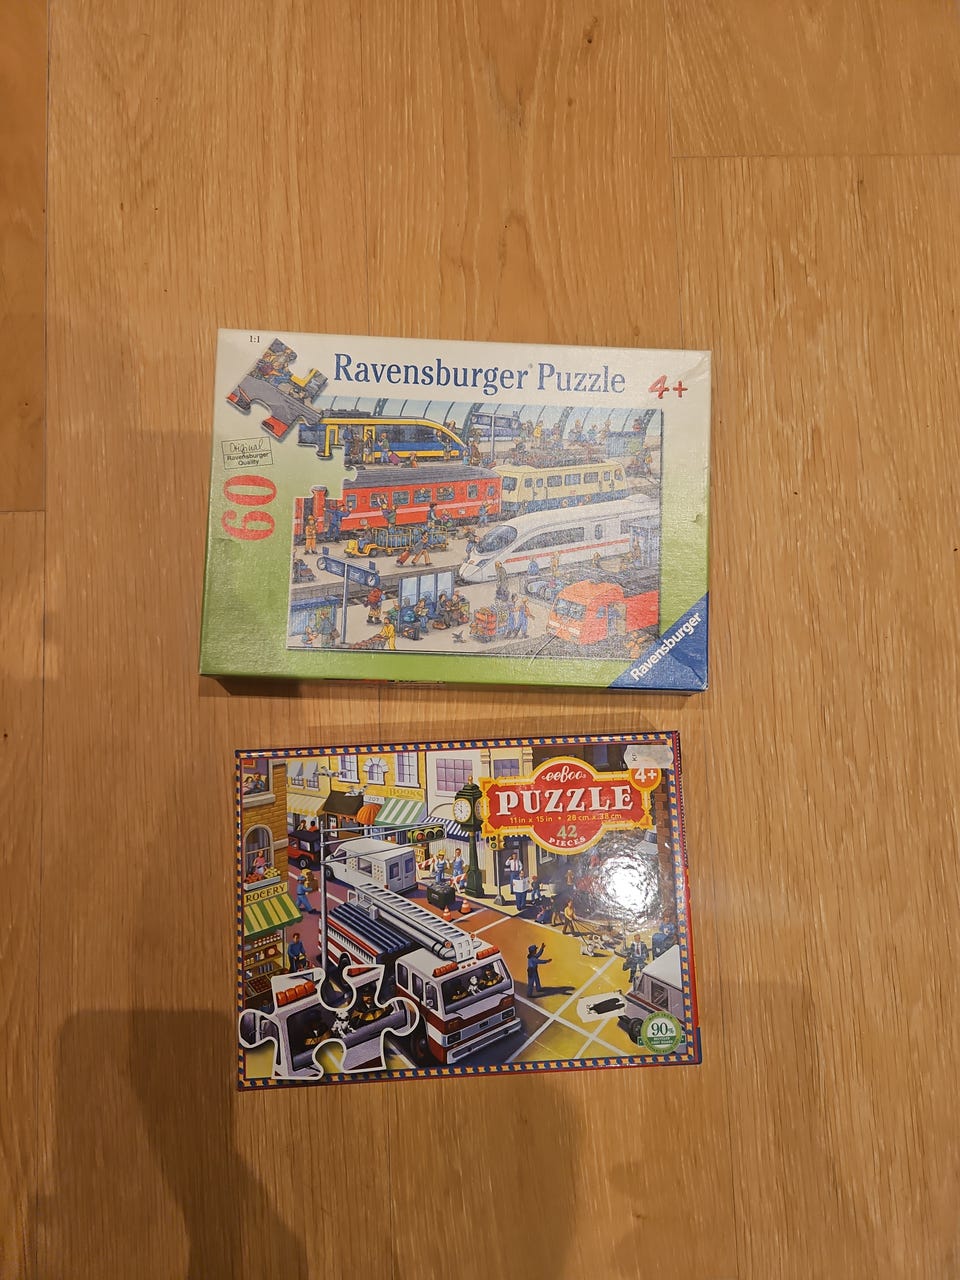 1:1
Ravensburger Puzzle
4+
Original
Ravensburger
Quality
60
Ravensburger
eeBoo
4+
PUZZLE
11 in x 15 in • 28 cm x 38 cm
42
PIECES
BOOKS
203
ROCERY
90%